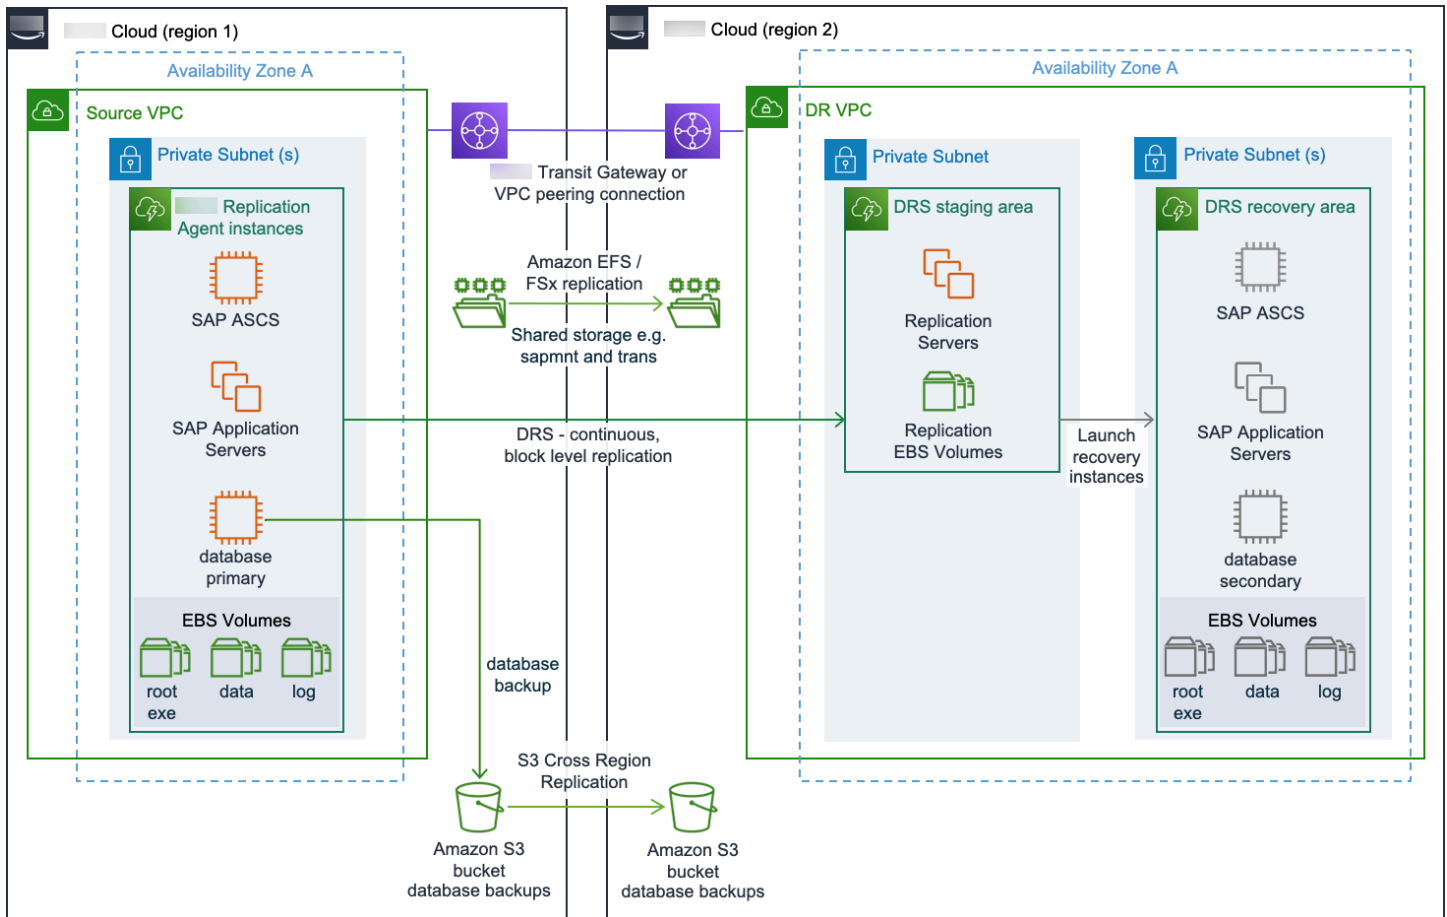 Cloud (region 1)
Availability Zone A
Source VPC
Private Subnet (s)
Replication
Agent instances
SAP ASCS
SAP Application
Servers
database
primary
EBS Volumes
root
exe
data
log
Transit Gateway or
VPC peering connection
Amazon EFS /
FSx replication
Shared storage e.g.
sapmnt and trans
DRS - continuous,
block level replication
database
backup
S3 Cross Region
Replication
Amazon S3
bucket
database backups
Amazon S3
bucket
database backups
Cloud (region 2)
Availability Zone A
DR VPC
Private Subnet
DRS staging area
Replication
Servers
Replication
EBS Volumes
Launch
recovery
instances
Private Subnet (s)
DRS recovery area
SAP ASCS
SAP Application
Servers
database
secondary
EBS Volumes
root
exe
data
log